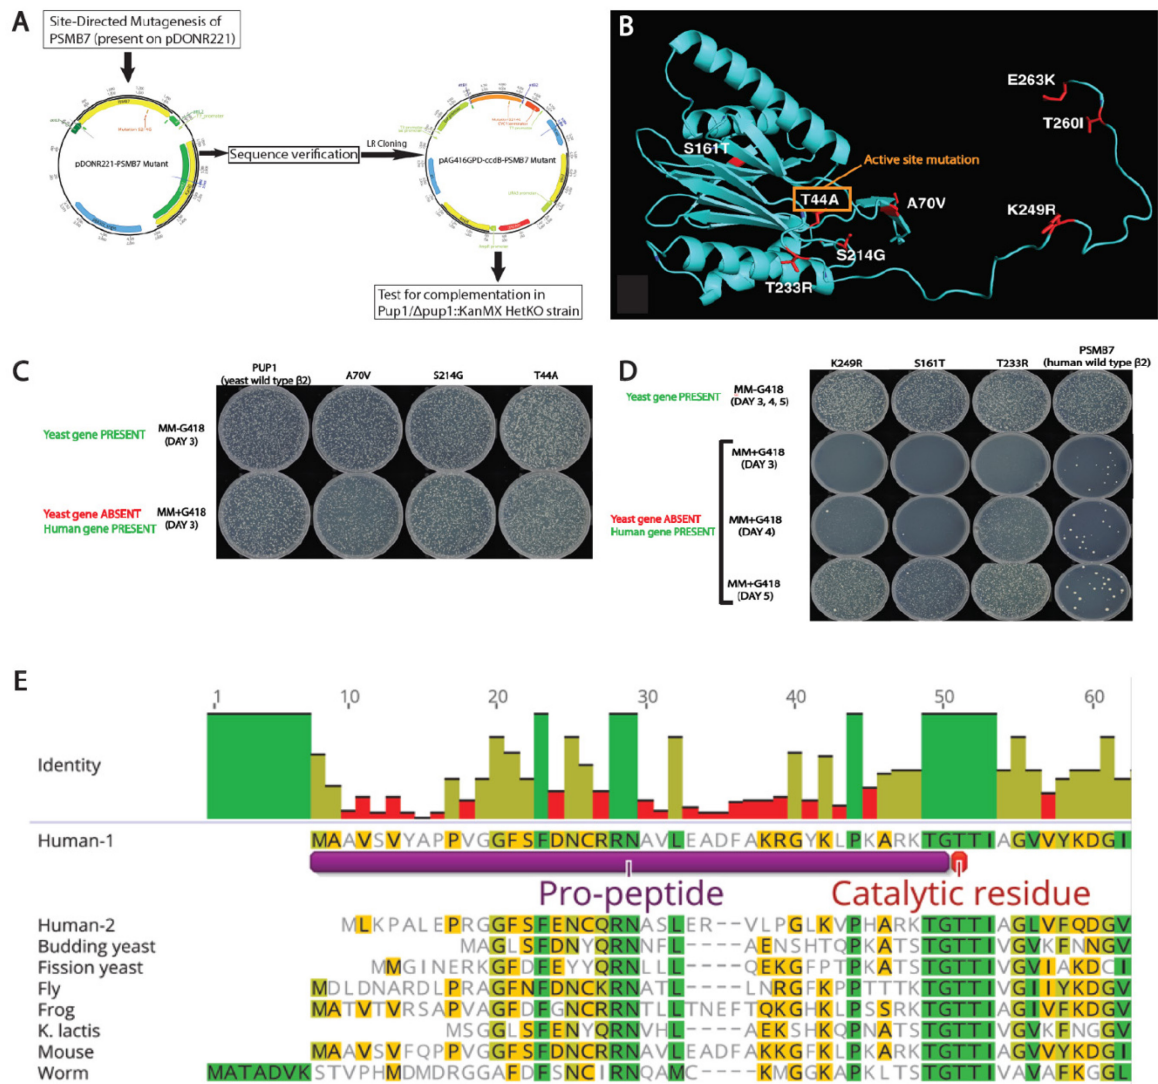 A
Site-Directed Mutagenesis of
PSMB7 (present on pDONR221)
pDONR221-PSMB7 Mutant
Sequence verification
LR Cloning
pAG416GPD-ccdB-PSMB7 Mutant
Test for complementation in
Pup1/Δpup1::KanMX HetKO strain
B
E263K
T260I
S161T
Active site mutation
T44A
A70V
K249R
S214G
T233R
C
PUP1
(yeast wild type β2)
A70V
S214G
T44A
Yeast gene PRESENT
MM-G418
(DAY 3)
Yeast gene ABSENT
Human gene PRESENT
MM+G418
(DAY 3)
D
K249R
S161T
T233R
PSMB7
(human wild type β2)
Yeast gene PRESENT
MM-G418
(DAY 3, 4, 5)
MM+G418
(DAY 3)
Yeast gene ABSENT
Human gene PRESENT
MM+G418
(DAY 4)
MM+G418
(DAY 5)
E
1 10 20 30 40 50 60
Identity
Human-1 MAAVSVYAPPVGGFSFDNCRRNAVLEADFAKRGYKLPKARKTGTTIAGVVYKDGI
Pro-peptide
Catalytic residue
Human-2 MLKPALEPRGGFSFENCQRNASLER--VLPGLKVPHARKTGTTIAGLVFQDGV
Budding yeast MAGLSFDNYQRNNFL----AENSHTQPKATSTGTTIVGVKFNNGV
Fission yeast MMGINERKGFDFEYYQRNLLL----QEKGFPTPKATSTGTTIVGVIAKDCI
Fly MDLDNARDLPRAGFNFDNCKRNATL----LNRGFKPPTTTKTGTTIVGIIYKDGV
Frog MATVTVRSAPVAGFDFGNCRRNTLLTNEFTQKGHKLPSSRKTGTTIAGIVFKDGV
K. lactis MSGGLSFENYQRNVHL----AEKSHKQPNATSTGTTIVGVKFNGGV
Mouse MAAVSVFQPPVGGFSFDNCRRNAVLEADFAKKGFKLPKARKTGTTIAGVVYKDGI
Worm MATADVKSTVPHMDMDRGGAFDFSNCIRNQAMC----KMGGKAPKLTSTGTTIVAVAFKGGL